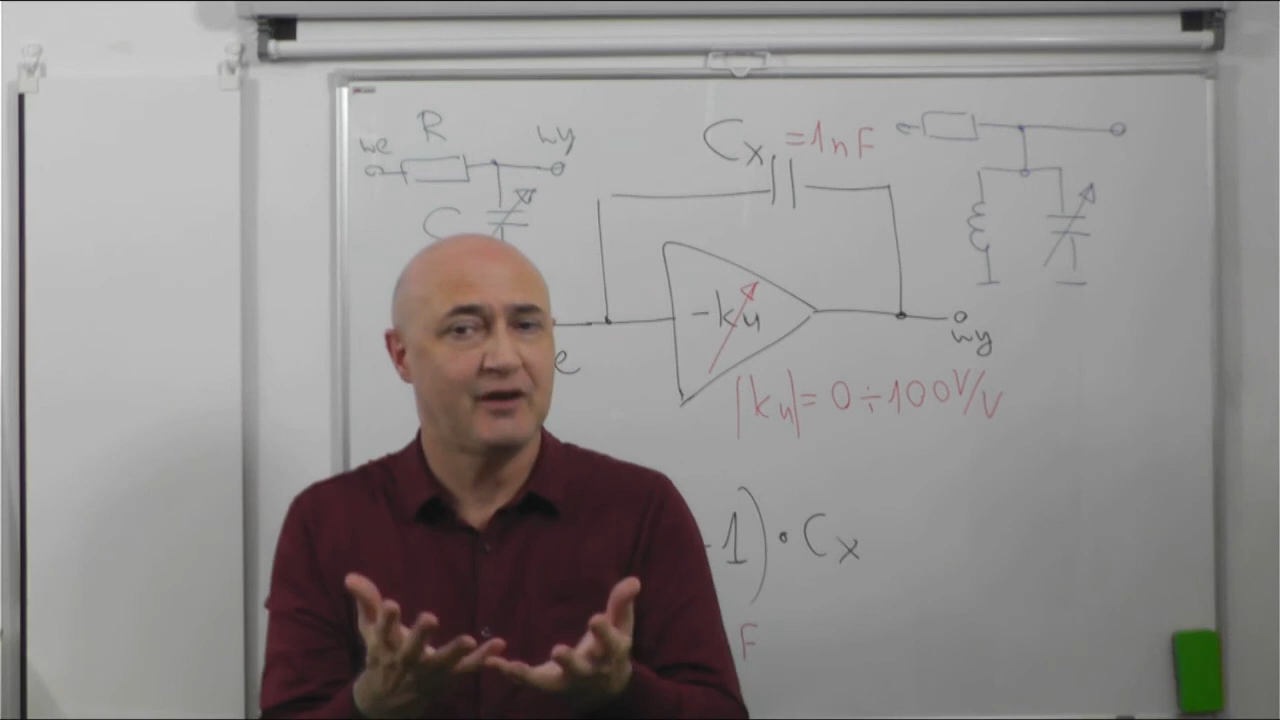 we
R
wy
C
Cx = 1nF
-ku
e
wy
|ku| = 0 ÷ 100 V/V
1) · Cx
F